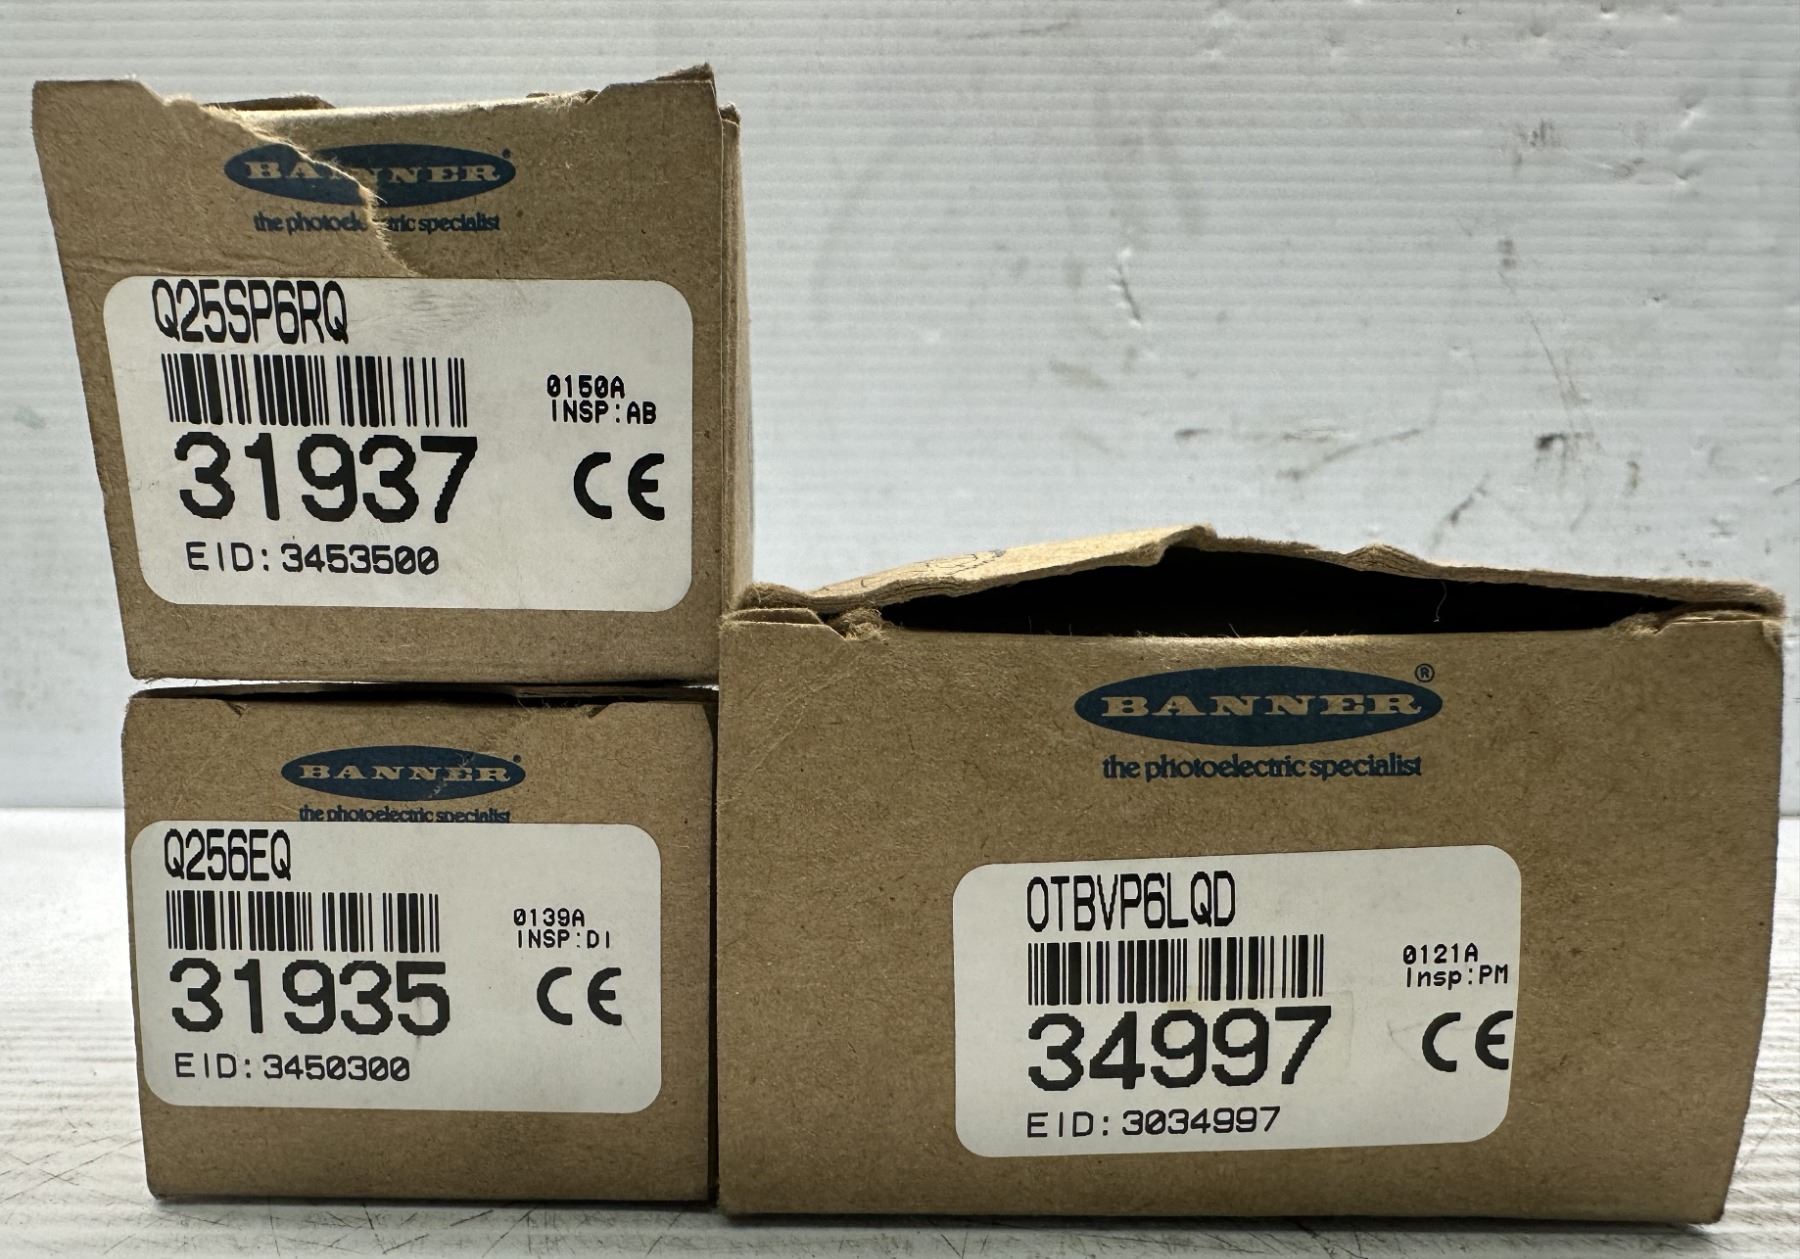 BANNER®
the photoelectric specialist
Q25SP6RQ
0150A
INSP:AB
31937
CE
EID: 3453500
BANNER®
the photoelectric specialist
Q256EQ
0139A
INSP:DI
31935
CE
EID: 3450300
BANNER®
the photoelectric specialist
OTBVP6LQD
0121A
Insp:PM
34997
CE
EID: 3034997